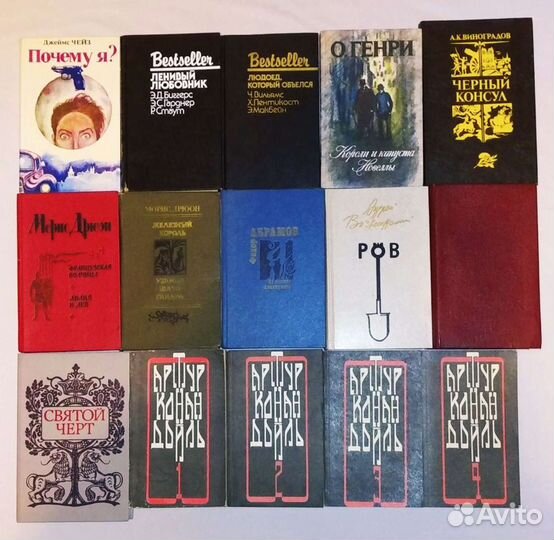 Джеймс ЧЕЙЗ
Почему я?
Bestseller
ЛЕНИВЫЙ
ЛЮБОВНИК
Э.Д.Биггерс
Э.С.Гарднер
Р.Стаут
Bestseller
ЛЮДОЕД,
КОТОРЫЙ ОБЪЕЛСЯ
Ч.Вильямс
Х.Пентикост
Э.Макбейн
О.ГЕНРИ
Короли и капуста
Новеллы
А.К.ВИНОГРАДОВ
ЧЕРНЫЙ
КОНСУЛ
Морис Дрюон
ФРАНЦУЗСКАЯ
ВОЛЧИЦА
ЛИЛИЯ
И ЛЕВ
МОРИС ДРЮОН
ЖЕЛЕЗНЫЙ
КОРОЛЬ
УЗНИЦА
ШАТО-
ГАЙАРА
Федор
АБРАМОВ
Андрей
Вознесенский
РОВ
СВЯТОЙ
ЧЕРТ
АРТУР
КОНАН
ДОЙЛЬ
1
АРТУР
КОНАН
ДОЙЛЬ
2
АРТУР
КОНАН
ДОЙЛЬ
АРТУР
КОНАН
ДОЙЛЬ
Avito